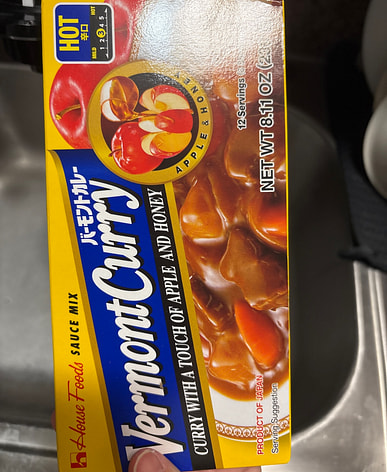 HOT
辛口
MILD 1 2 3 4 5 HOT
APPLE & HONEY
12 Servings
NET WT 8.11 OZ
バーモントカレー
House Foods SAUCE MIX
Vermont Curry
CURRY WITH A TOUCH OF APPLE AND HONEY
PRODUCT OF JAPAN
Serving Suggestion